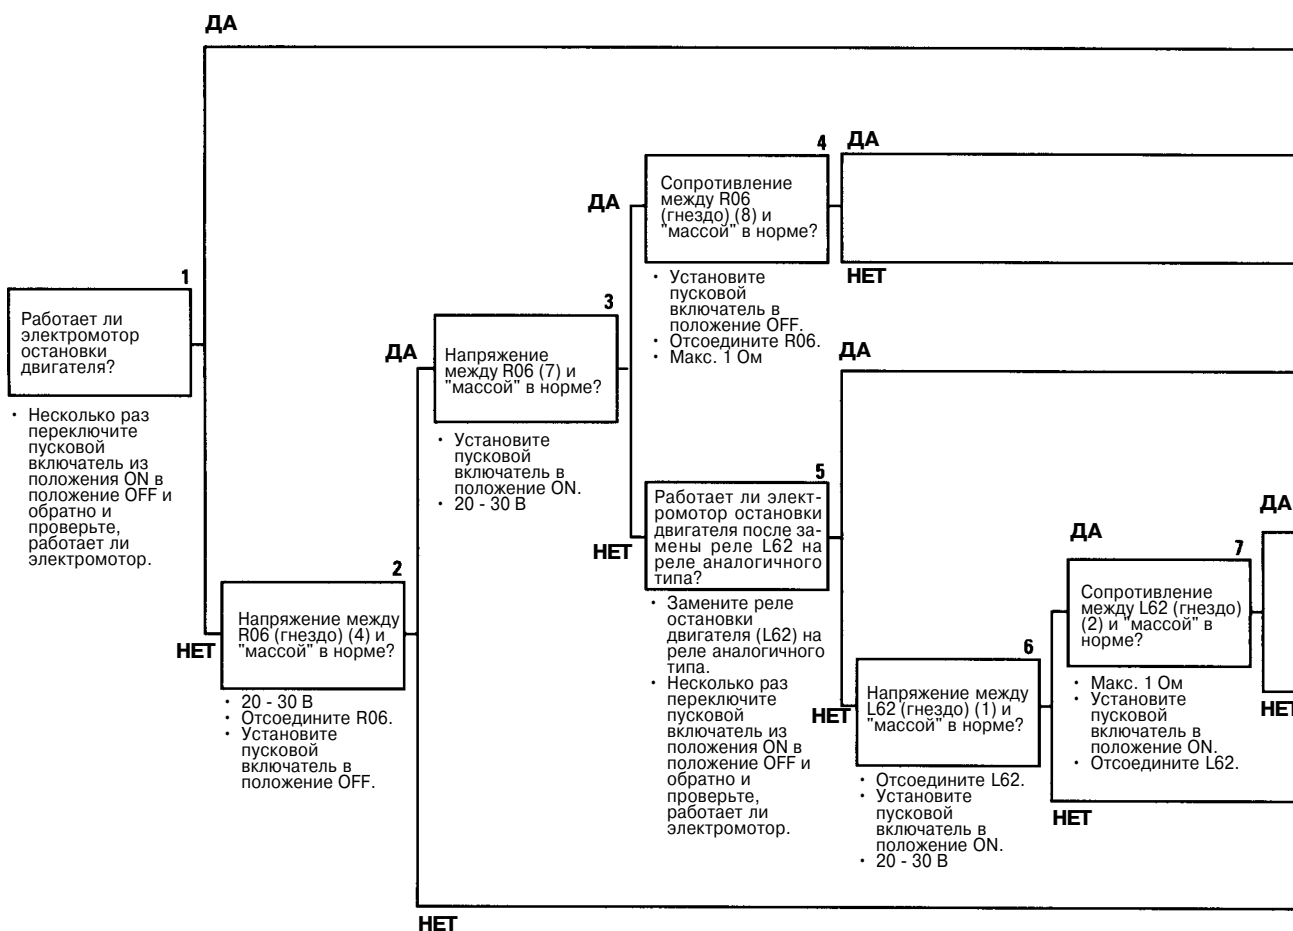 ДА
4
ДА
Сопротивление
между R06
(гнездо) (8) и
"массой" в норме?
ДА
НЕТ
• Установите
пусковой
включатель в
положение OFF.
• Отсоедините R06.
• Макс. 1 Ом
1
Работает ли
электромотор
остановки
двигателя?
• Несколько раз
переключите
пусковой
включатель из
положения ON в
положение OFF и
обратно и
проверьте,
работает ли
электромотор.
3
ДА
Напряжение
между R06 (7) и
"массой" в норме?
• Установите
пусковой
включатель в
положение ON.
• 20 - 30 В
ДА
5
НЕТ
Работает ли элект-
ромотор остановки
двигателя после за-
мены реле L62 на
реле аналогичного
типа?
• Замените реле
остановки
двигателя (L62) на
реле аналогичного
типа.
• Несколько раз
переключите
пусковой
включатель из
положения ON в
положение OFF и
обратно и
проверьте,
работает ли
электромотор.
2
НЕТ
Напряжение между
R06 (гнездо) (4) и
"массой" в норме?
• 20 - 30 В
• Отсоедините R06.
• Установите
пусковой
включатель в
положение OFF.
ДА
ДА
7
Сопротивление
между L62 (гнездо)
(2) и "массой" в
норме?
• Макс. 1 Ом
• Установите
пусковой
включатель в
положение ON.
• Отсоедините L62.
НЕТ
6
НЕТ
Напряжение между
L62 (гнездо) (1) и
"массой" в норме?
• Отсоедините L62.
• Установите
пусковой
включатель в
положение ON.
• 20 - 30 В
НЕТ
НЕТ